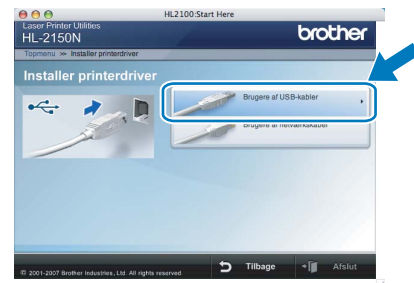 HL2100:Start Here
Laser Printer Utilities
HL-2150N
brother
Topmenu >> Installer printerdriver
Installer printerdriver
Brugere af USB-kabler
Brugere af netværkskabler
© 2001-2007 Brother Industries, Ltd. All rights reserved.
Tilbage
Afslut